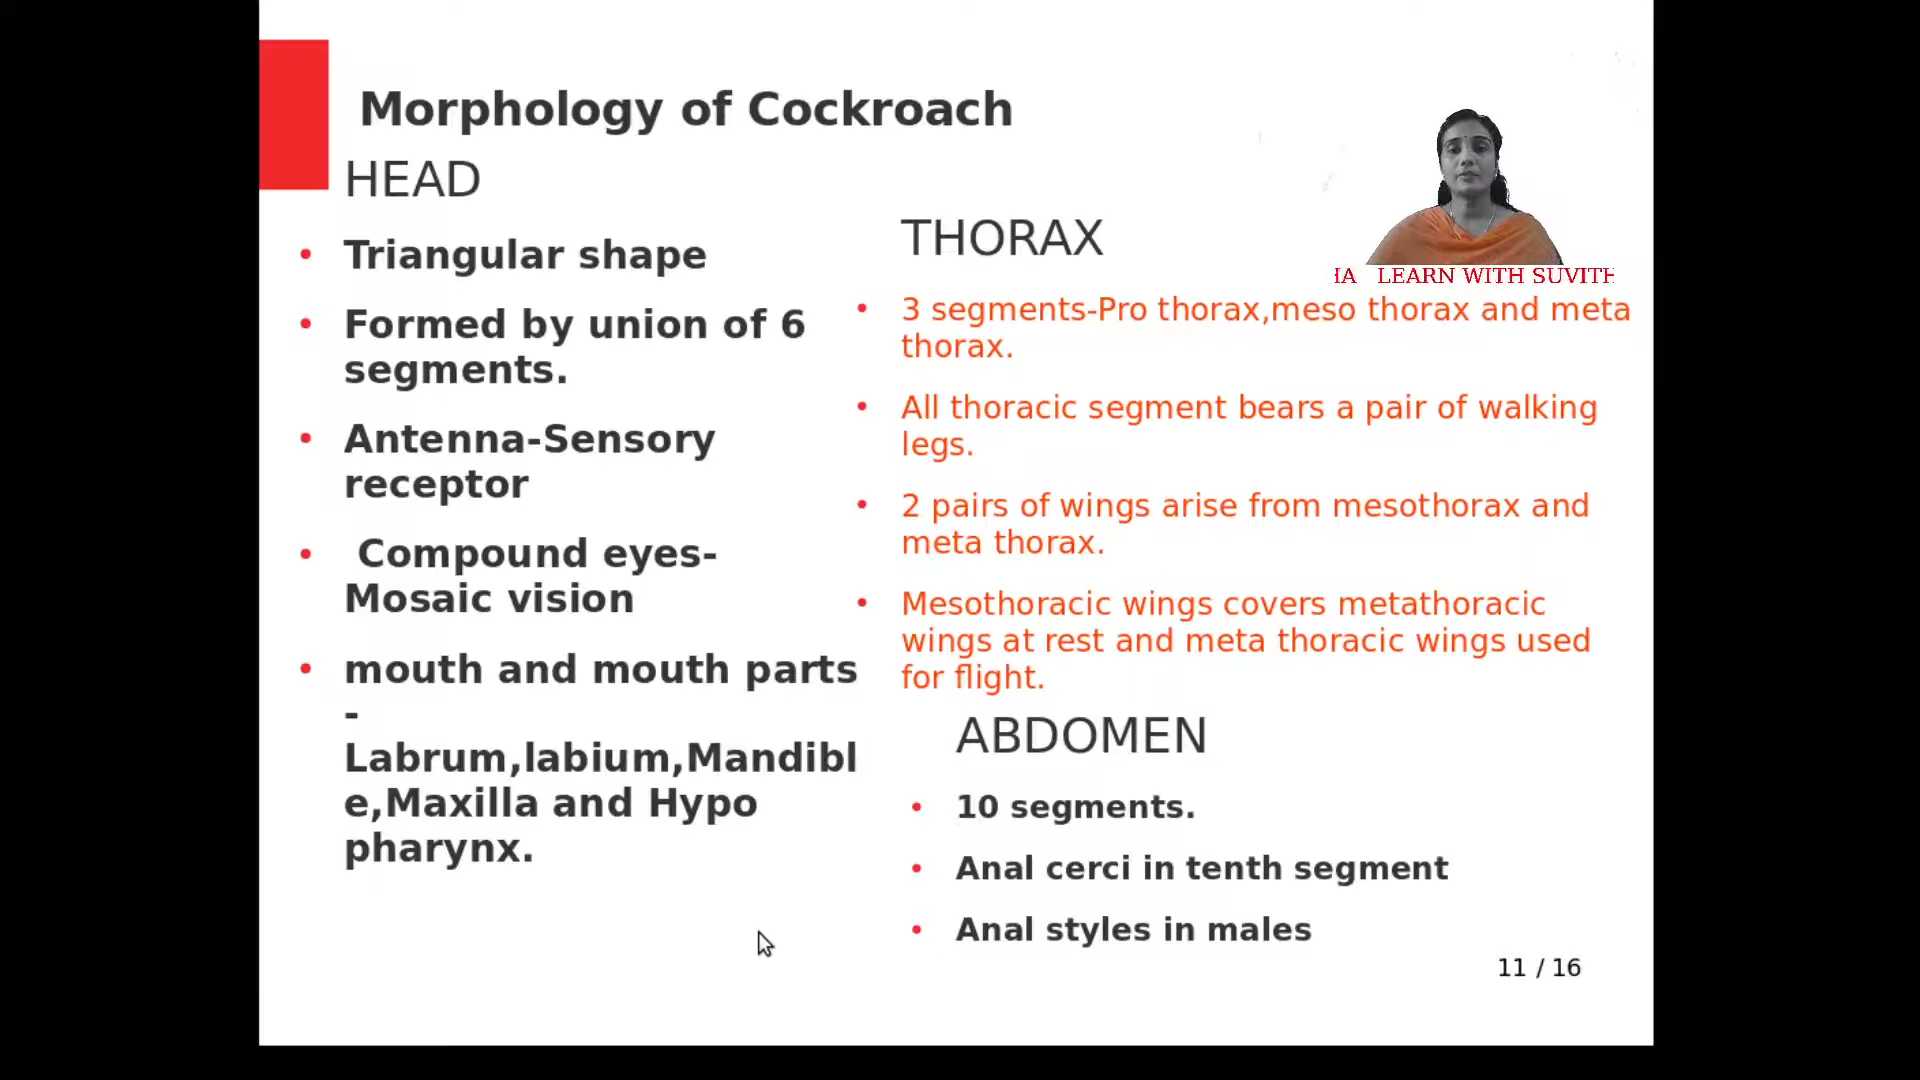 Morphology of Cockroach
HEAD
• Triangular shape
• Formed by union of 6
segments.
• Antenna-Sensory
receptor
• Compound eyes-
Mosaic vision
• mouth and mouth parts
-
Labrum,labium,Mandibl
e,Maxilla and Hypo
pharynx.
THORAX
• 3 segments-Pro thorax,meso thorax and meta
thorax.
• All thoracic segment bears a pair of walking
legs.
• 2 pairs of wings arise from mesothorax and
meta thorax.
• Mesothoracic wings covers metathoracic
wings at rest and meta thoracic wings used
for flight.
ABDOMEN
• 10 segments.
• Anal cerci in tenth segment
• Anal styles in males
HA LEARN WITH SUVITH
11 / 16